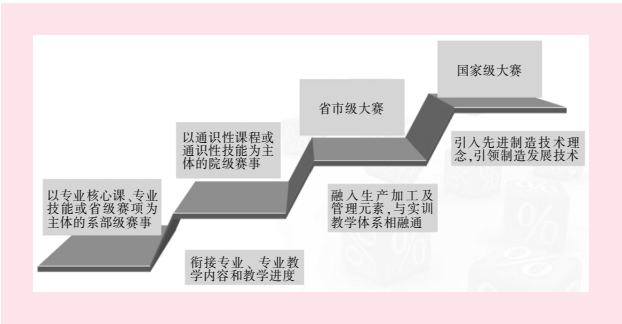 国家级大赛
省市级大赛
以通识性课程或
通识性技能为主
体的院级赛事
引入先进制造技术理
念,引领制造发展技术
以专业核心课、专业
技能或省级赛项为
主体的系部级赛事
融入生产加工及
管理元素,与实训
教学体系相融通
衔接专业、专业教
学内容和教学进度